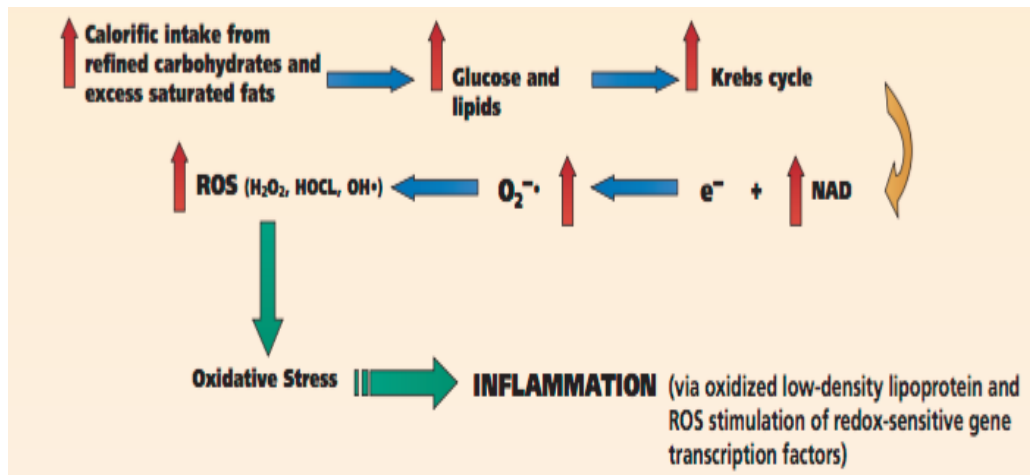 Calorific intake from
refined carbohydrates and
excess saturated fats
Glucose and
lipids
Krebs cycle
ROS (H₂O₂, HOCL, OH•)
O₂⁻•
e⁻ + NAD
Oxidative Stress
INFLAMMATION (via oxidized low-density lipoprotein and
ROS stimulation of redox-sensitive gene
transcription factors)